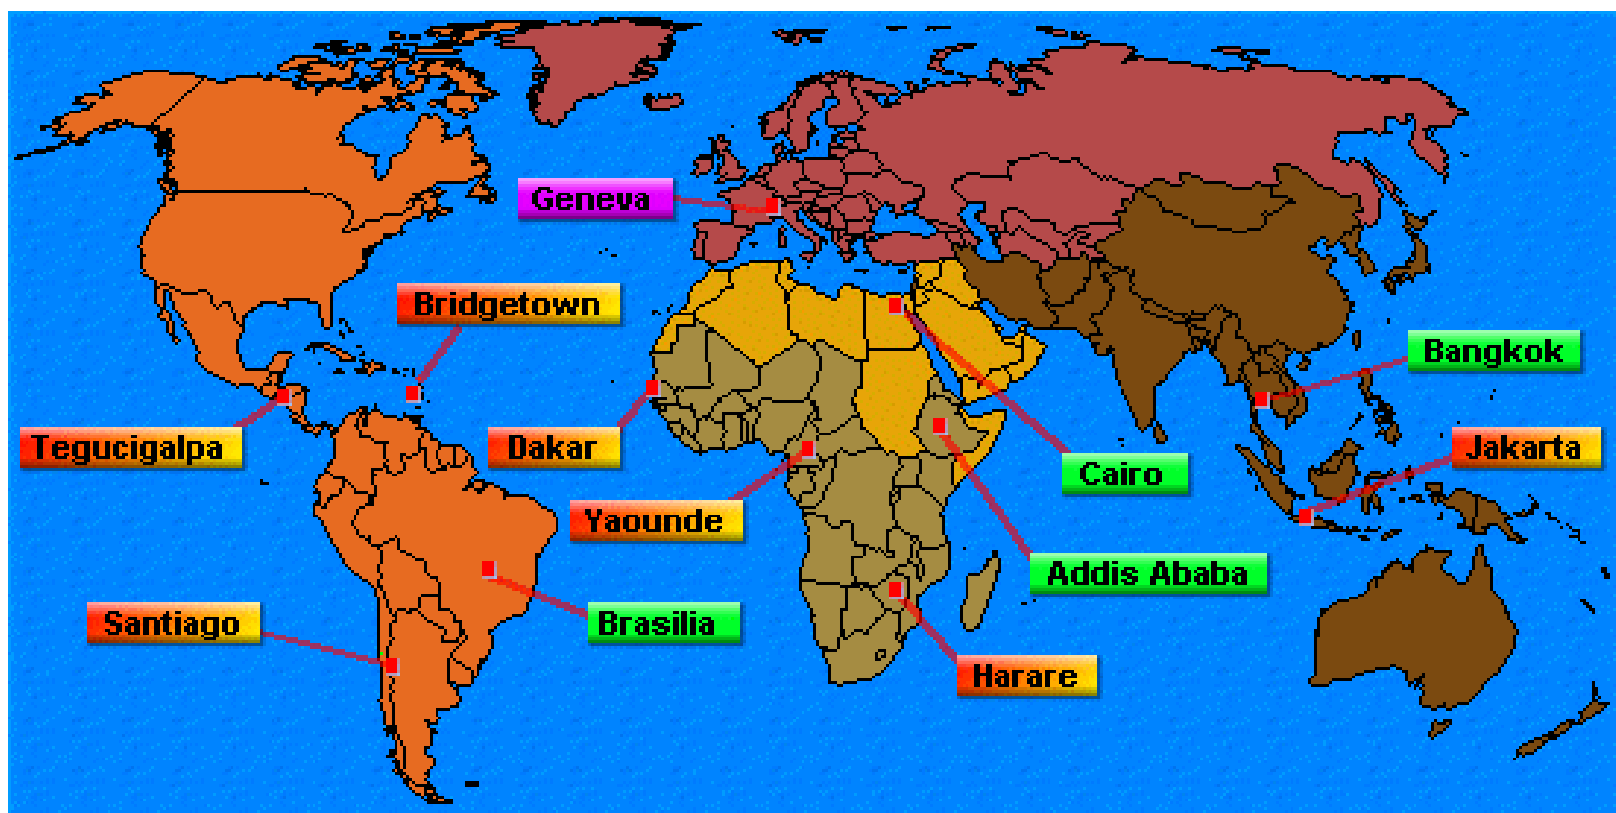 Geneva
Bridgetown
Bangkok
Tegucigalpa
Dakar
Jakarta
Cairo
Yaounde
Addis Ababa
Santiago
Brasilia
Harare